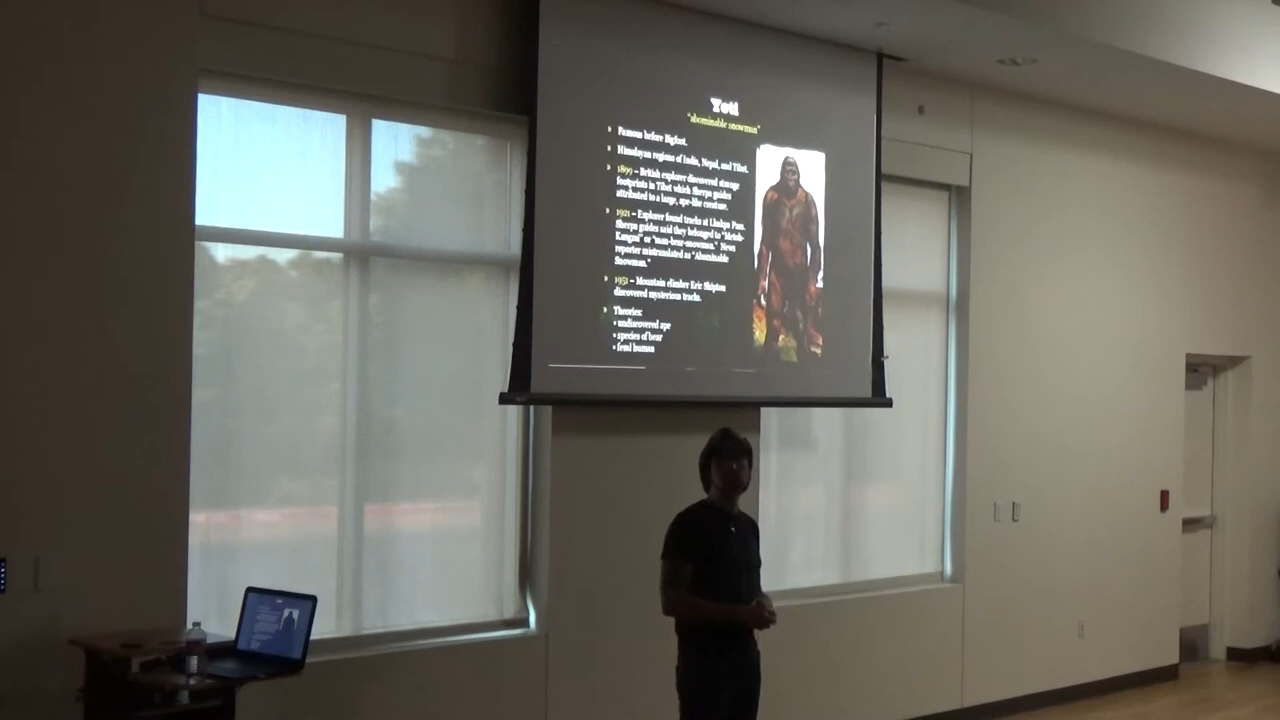 Yeti
"abominable snowman"
» Famous before Bigfoot.
» Himalayan regions of India, Nepal, and Tibet.
» 1899 – British explorer discovered strange
footprints in Tibet which Sherpa guides
attributed to a large, ape-like creature.
» 1921 – Explorer found tracks at Lhakpa Pass.
Sherpa guides said they belonged to "Metoh-
Kangmi" or "man-bear-snowman." News
reporter mistranslated as "Abominable
Snowman."
» 1951 – Mountain climber Eric Shipton
discovered mysterious tracks.
» Theories:
• undiscovered ape
• species of bear
• feral human